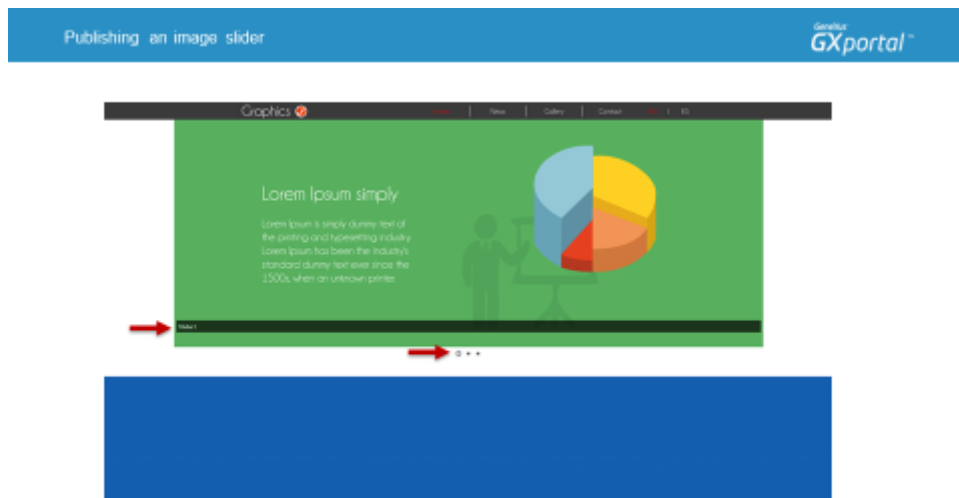 Publishing an image slider
GeneXus
GXportal™
Graphics
News
Gallery
Contact
Lorem Ipsum simply
Lorem Ipsum is simply dummy text of
the printing and typesetting industry
Lorem Ipsum has been the industry's
standard dummy text ever since the
1500s, when an unknown printer